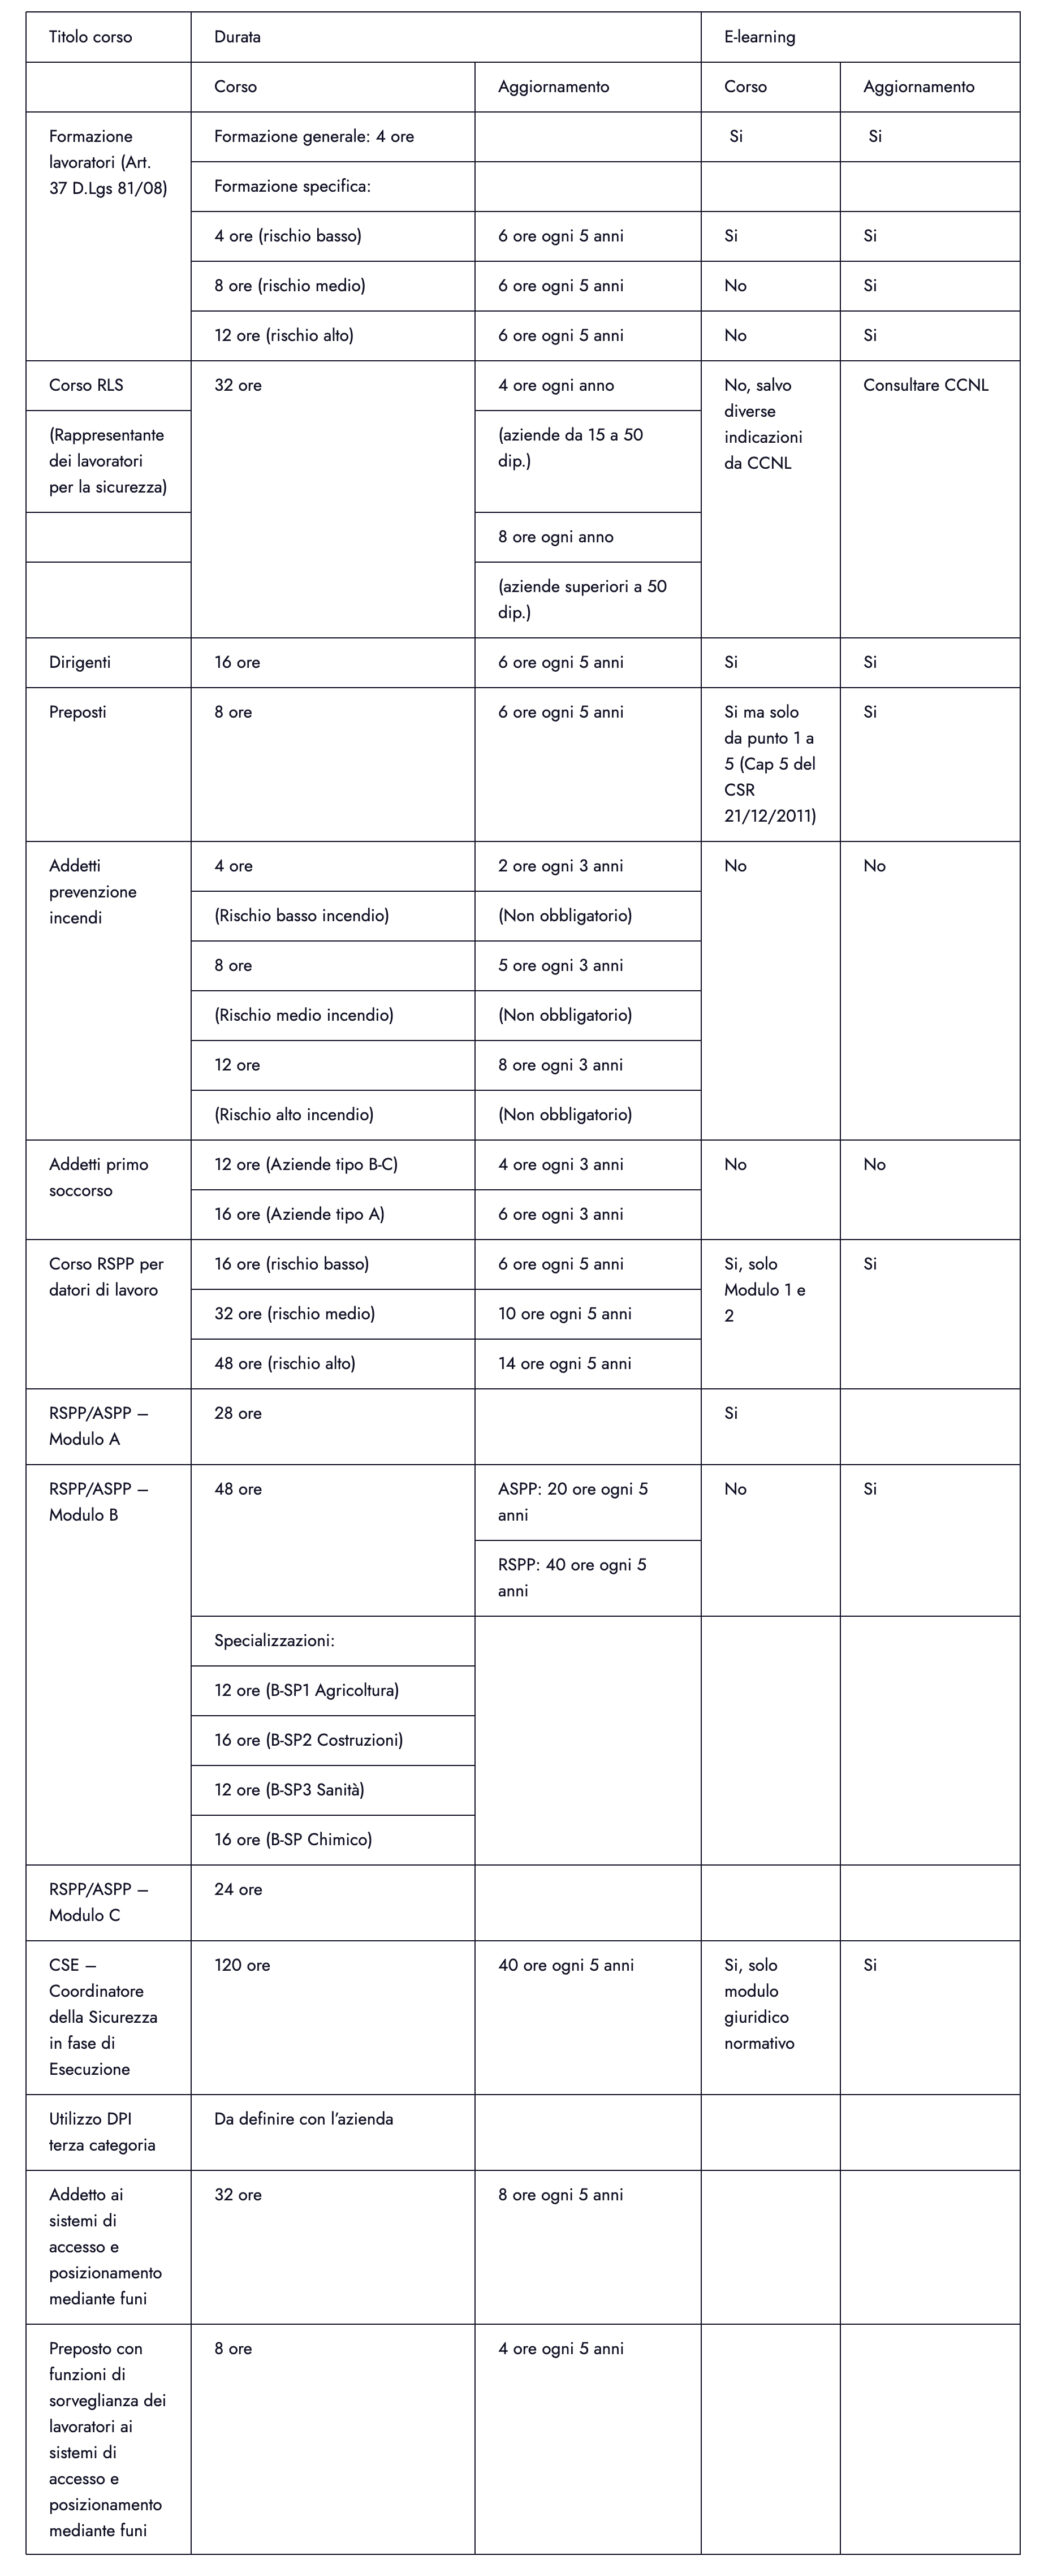 Titolo corso
Durata
E-learning
Corso
Aggiornamento
Corso
Aggiornamento
Formazione
lavoratori (Art.
37 D.Lgs 81/08)
Formazione generale: 4 ore
Si
Si
Formazione specifica:
4 ore (rischio basso)
6 ore ogni 5 anni
Si
Si
8 ore (rischio medio)
6 ore ogni 5 anni
No
Si
12 ore (rischio alto)
6 ore ogni 5 anni
No
Si
Corso RLS
(Rappresentante
dei lavoratori
per la sicurezza)
32 ore
4 ore ogni anno
(aziende da 15 a 50
dip.)
8 ore ogni anno
(aziende superiori a 50
dip.)
No, salvo
diverse
indicazioni
da CCNL
Consultare CCNL
Dirigenti
16 ore
6 ore ogni 5 anni
Si
Si
Preposti
8 ore
6 ore ogni 5 anni
Si ma solo
da punto 1 a
5 (Cap 5 del
CSR
21/12/2011)
Si
Addetti
prevenzione
incendi
4 ore
2 ore ogni 3 anni
No
No
(Rischio basso incendio)
(Non obbligatorio)
8 ore
5 ore ogni 3 anni
(Rischio medio incendio)
(Non obbligatorio)
12 ore
8 ore ogni 3 anni
(Rischio alto incendio)
(Non obbligatorio)
Addetti primo
soccorso
12 ore (Aziende tipo B-C)
4 ore ogni 3 anni
No
No
16 ore (Aziende tipo A)
6 ore ogni 3 anni
Corso RSPP per
datori di lavoro
16 ore (rischio basso)
6 ore ogni 5 anni
Si, solo
Modulo 1 e
2
Si
32 ore (rischio medio)
10 ore ogni 5 anni
48 ore (rischio alto)
14 ore ogni 5 anni
RSPP/ASPP –
Modulo A
28 ore
Si
RSPP/ASPP –
Modulo B
48 ore
ASPP: 20 ore ogni 5
anni
RSPP: 40 ore ogni 5
anni
No
Si
Specializzazioni:
12 ore (B-SP1 Agricoltura)
16 ore (B-SP2 Costruzioni)
12 ore (B-SP3 Sanità)
16 ore (B-SP Chimico)
RSPP/ASPP –
Modulo C
24 ore
CSE –
Coordinatore
della Sicurezza
in fase di
Esecuzione
120 ore
40 ore ogni 5 anni
Si, solo
modulo
giuridico
normativo
Si
Utilizzo DPI
terza categoria
Da definire con l’azienda
Addetto ai
sistemi di
accesso e
posizionamento
mediante funi
32 ore
8 ore ogni 5 anni
Preposto con
funzioni di
sorveglianza dei
lavoratori ai
sistemi di
accesso e
posizionamento
mediante funi
8 ore
4 ore ogni 5 anni